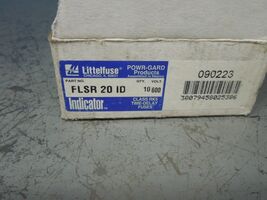 Littelfuse
POWR-GARD
Products
PART NO. QTY. VOLT.
FLSR 20 ID 10 600
Indicator™
CLASS RK5
TIME-DELAY
FUSES
090223